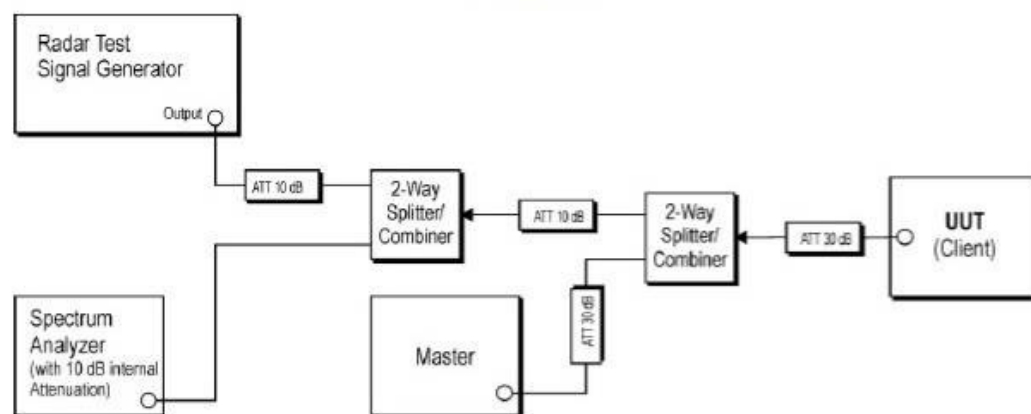 Radar Test
Signal Generator
Output
ATT 10 dB
2-Way
Splitter/
Combiner
ATT 10 dB
2-Way
Splitter/
Combiner
ATT 30 dB
UUT
(Client)
Spectrum
Analyzer
(with 10 dB internal
Attenuation)
Master
ATT 30 dB